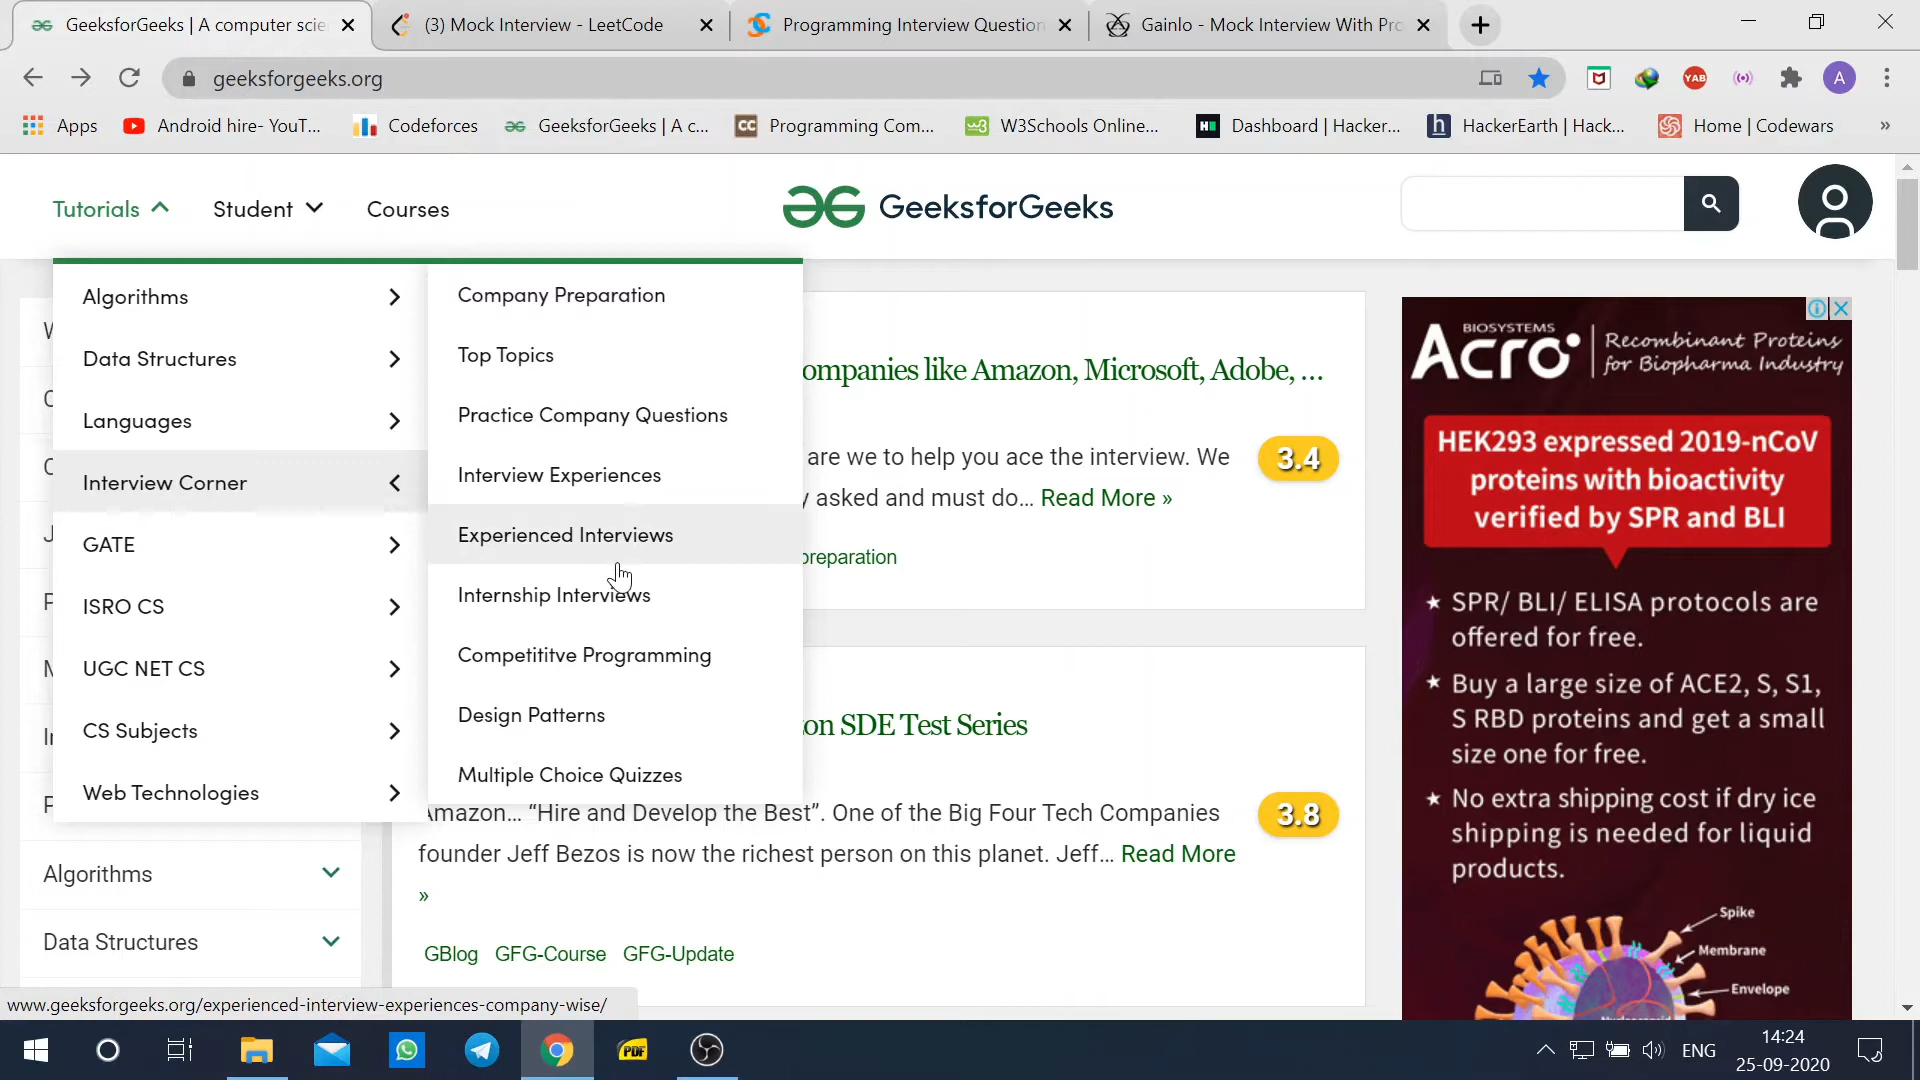 GeeksforGeeks | A computer scie
(3) Mock Interview - LeetCode
Programming Interview Question
Gainlo - Mock Interview With Pro
geeksforgeeks.org
YAB
A
Apps
Android hire- YouT...
Codeforces
GeeksforGeeks | A c...
CC
Programming Com...
W3Schools Online...
Dashboard | Hacker...
h
HackerEarth | Hack...
Home | Codewars
»
Tutorials
Student
Courses
GeeksforGeeks
Algorithms
Data Structures
Languages
Interview Corner
GATE
ISRO CS
UGC NET CS
CS Subjects
Web Technologies
Company Preparation
Top Topics
Practice Company Questions
Interview Experiences
Experienced Interviews
Internship Interviews
Competititve Programming
Design Patterns
Multiple Choice Quizzes
Algorithms
Data Structures
ompanies like Amazon, Microsoft, Adobe, ...
are we to help you ace the interview. We
asked and must do... Read More »
3.4
preparation
on SDE Test Series
Amazon... “Hire and Develop the Best”. One of the Big Four Tech Companies
founder Jeff Bezos is now the richest person on this planet. Jeff... Read More
»
3.8
GBlog GFG-Course GFG-Update
BIOSYSTEMS
Acro
Recombinant Proteins
for Biopharma Industry
HEK293 expressed 2019-nCoV
proteins with bioactivity
verified by SPR and BLI
★ SPR/ BLI/ ELISA protocols are
offered for free.
★ Buy a large size of ACE2, S, S1,
S RBD proteins and get a small
size one for free.
★ No extra shipping cost if dry ice
shipping is needed for liquid
products.
Spike
Membrane
Envelope
www.geeksforgeeks.org/experienced-interview-experiences-company-wise/
PDF
ENG
14:24
25-09-2020